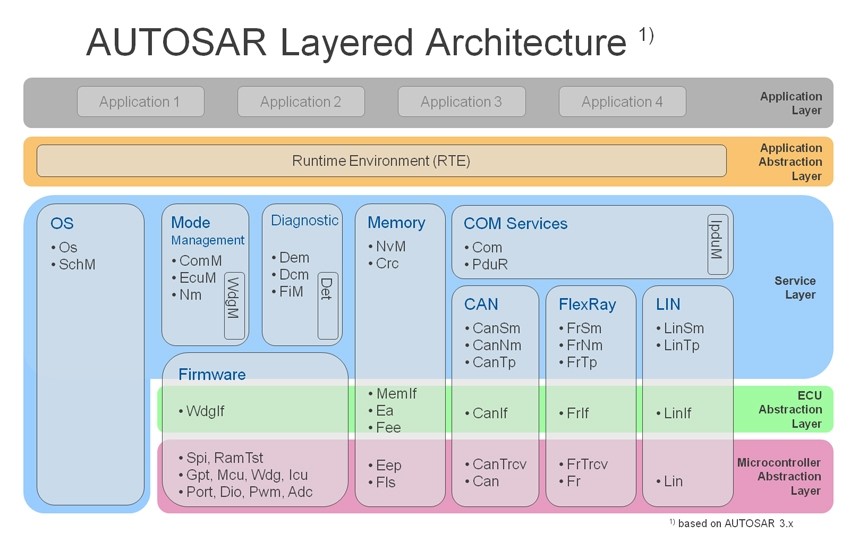 AUTOSAR Layered Architecture 1)
Application 1
Application 2
Application 3
Application 4
Application
Layer
Runtime Environment (RTE)
Application
Abstraction
Layer
OS
• Os
• SchM
Mode
Management
• ComM
• EcuM
• Nm
WdgM
Diagnostic
• Dem
• Dcm
• FiM
Det
Memory
• NvM
• Crc
COM Services
• Com
• PduR
IpduM
CAN
• CanSm
• CanNm
• CanTp
FlexRay
• FrSm
• FrNm
• FrTp
LIN
• LinSm
• LinTp
Service
Layer
Firmware
• WdgIf
• MemIf
• Ea
• Fee
• CanIf
• FrIf
• LinIf
ECU
Abstraction
Layer
• Spi, RamTst
• Gpt, Mcu, Wdg, Icu
• Port, Dio, Pwm, Adc
• Eep
• Fls
• CanTrcv
• Can
• FrTrcv
• Fr
• Lin
Microcontroller
Abstraction
Layer
1) based on AUTOSAR 3.x